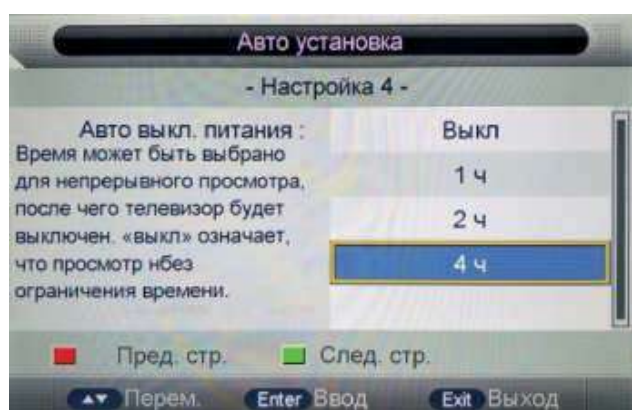 Авто установка
- Настройка 4 -
Авто выкл. питания :
Время может быть выбрано
для непрерывного просмотра,
после чего телевизор будет
выключен. «выкл» означает,
что просмотр нбез
ограничения времени.
Выкл
1 ч
2 ч
4 ч
Пред. стр. След. стр.
Перем. Enter Ввод Exit Выход